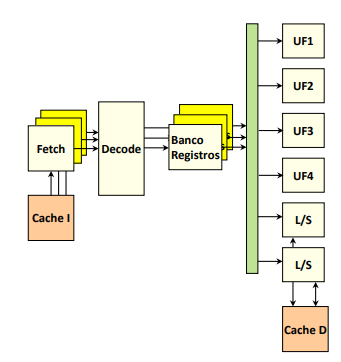 UF1
UF2
Fetch
Decode
Banco
Registros
UF3
UF4
Cache I
L/S
L/S
Cache D